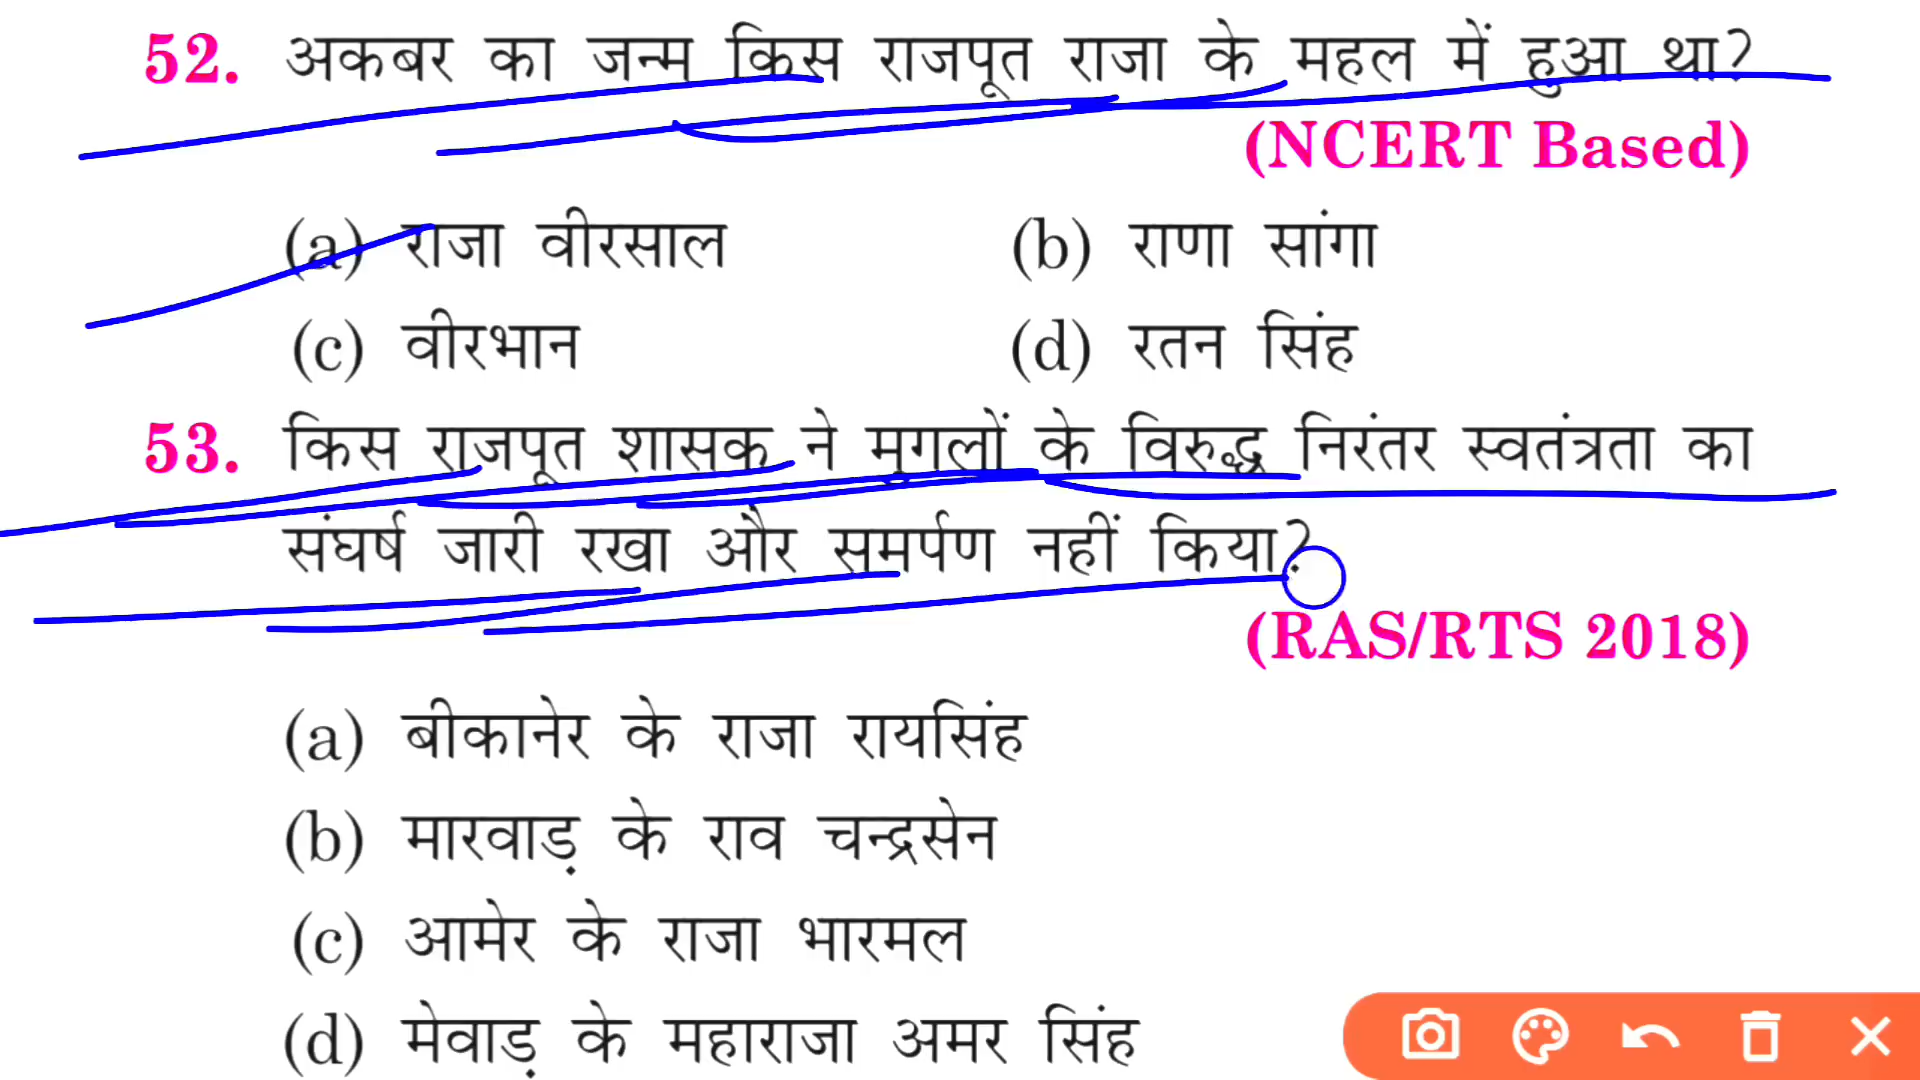 52. अकबर का जन्म किस राजपूत राजा के महल में हुआ था?
(NCERT Based)
(a) राजा वीरसाल (b) राणा सांगा
(c) वीरभान (d) रतन सिंह
53. किस राजपूत शासक ने मुगलों के विरुद्ध निरंतर स्वतंत्रता का
संघर्ष जारी रखा और समर्पण नहीं किया?
(RAS/RTS 2018)
(a) बीकानेर के राजा रायसिंह
(b) मारवाड़ के राव चन्द्रसेन
(c) आमेर के राजा भारमल
(d) मेवाड़ के महाराजा अमर सिंह